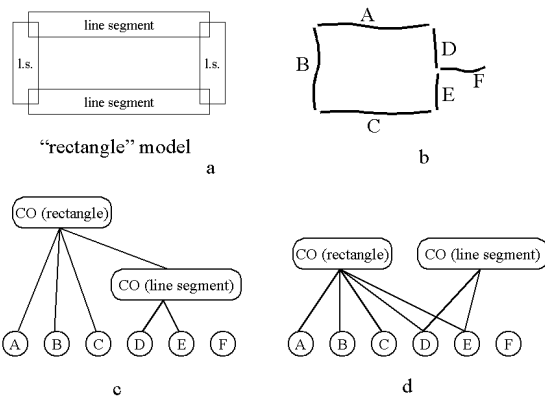 line segment
l.s.
l.s.
line segment
“rectangle” model
a
A
B
D
F
E
C
b
CO (rectangle)
CO (line segment)
A B C D E F
c
CO (rectangle) CO (line segment)
A B C D E F
d